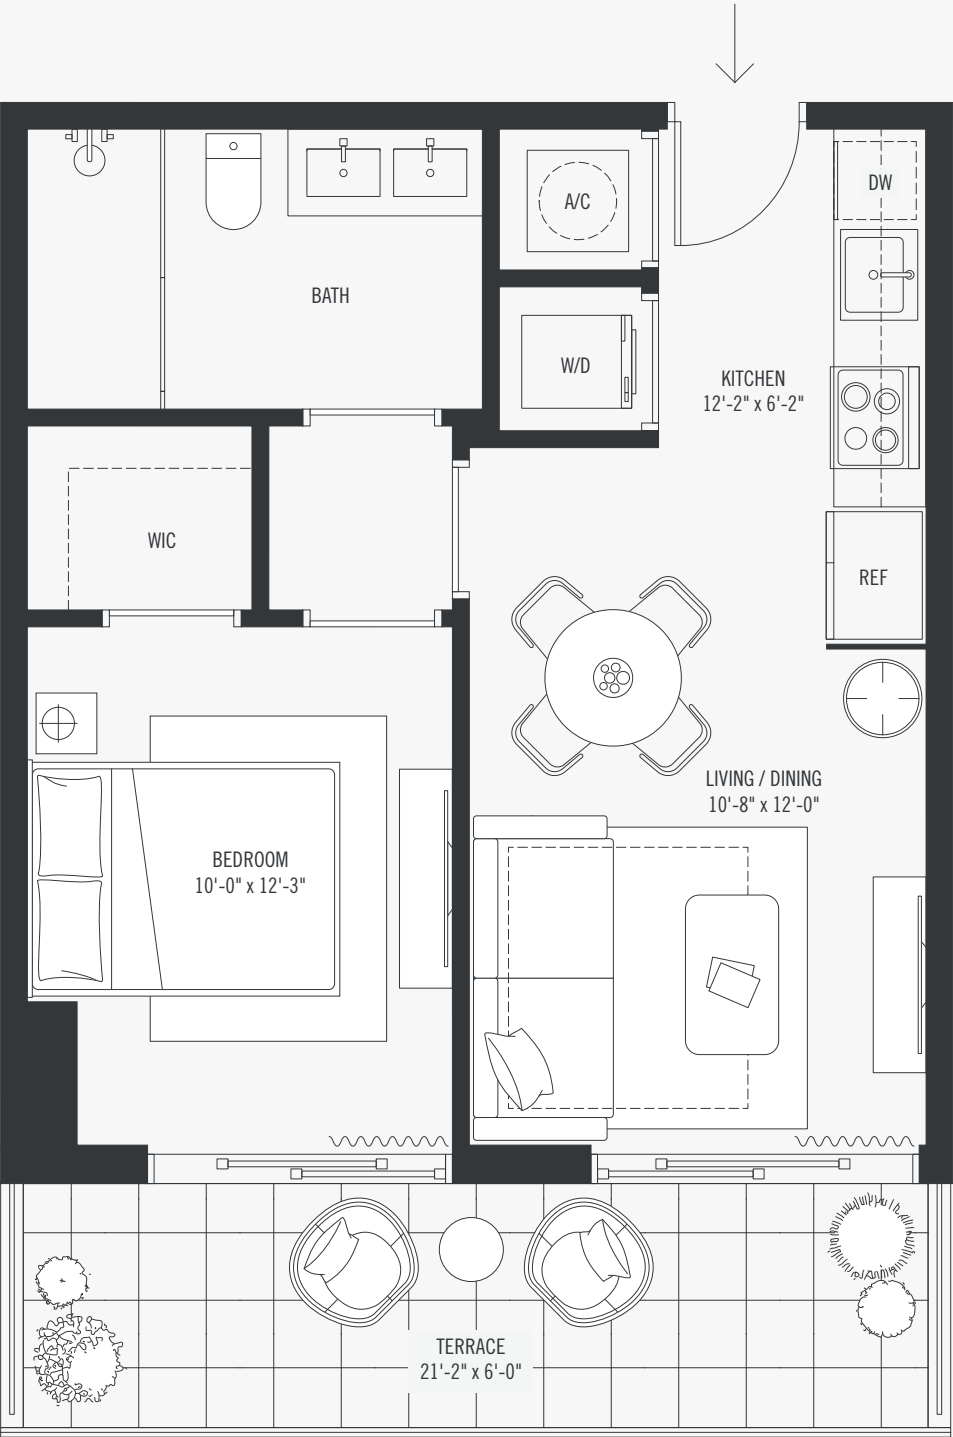 DW
A/C
BATH
W/D
KITCHEN
12'-2" x 6'-2"
WIC
REF
LIVING / DINING
10'-8" x 12'-0"
BEDROOM
10'-0" x 12'-3"
TERRACE
21'-2" x 6'-0"